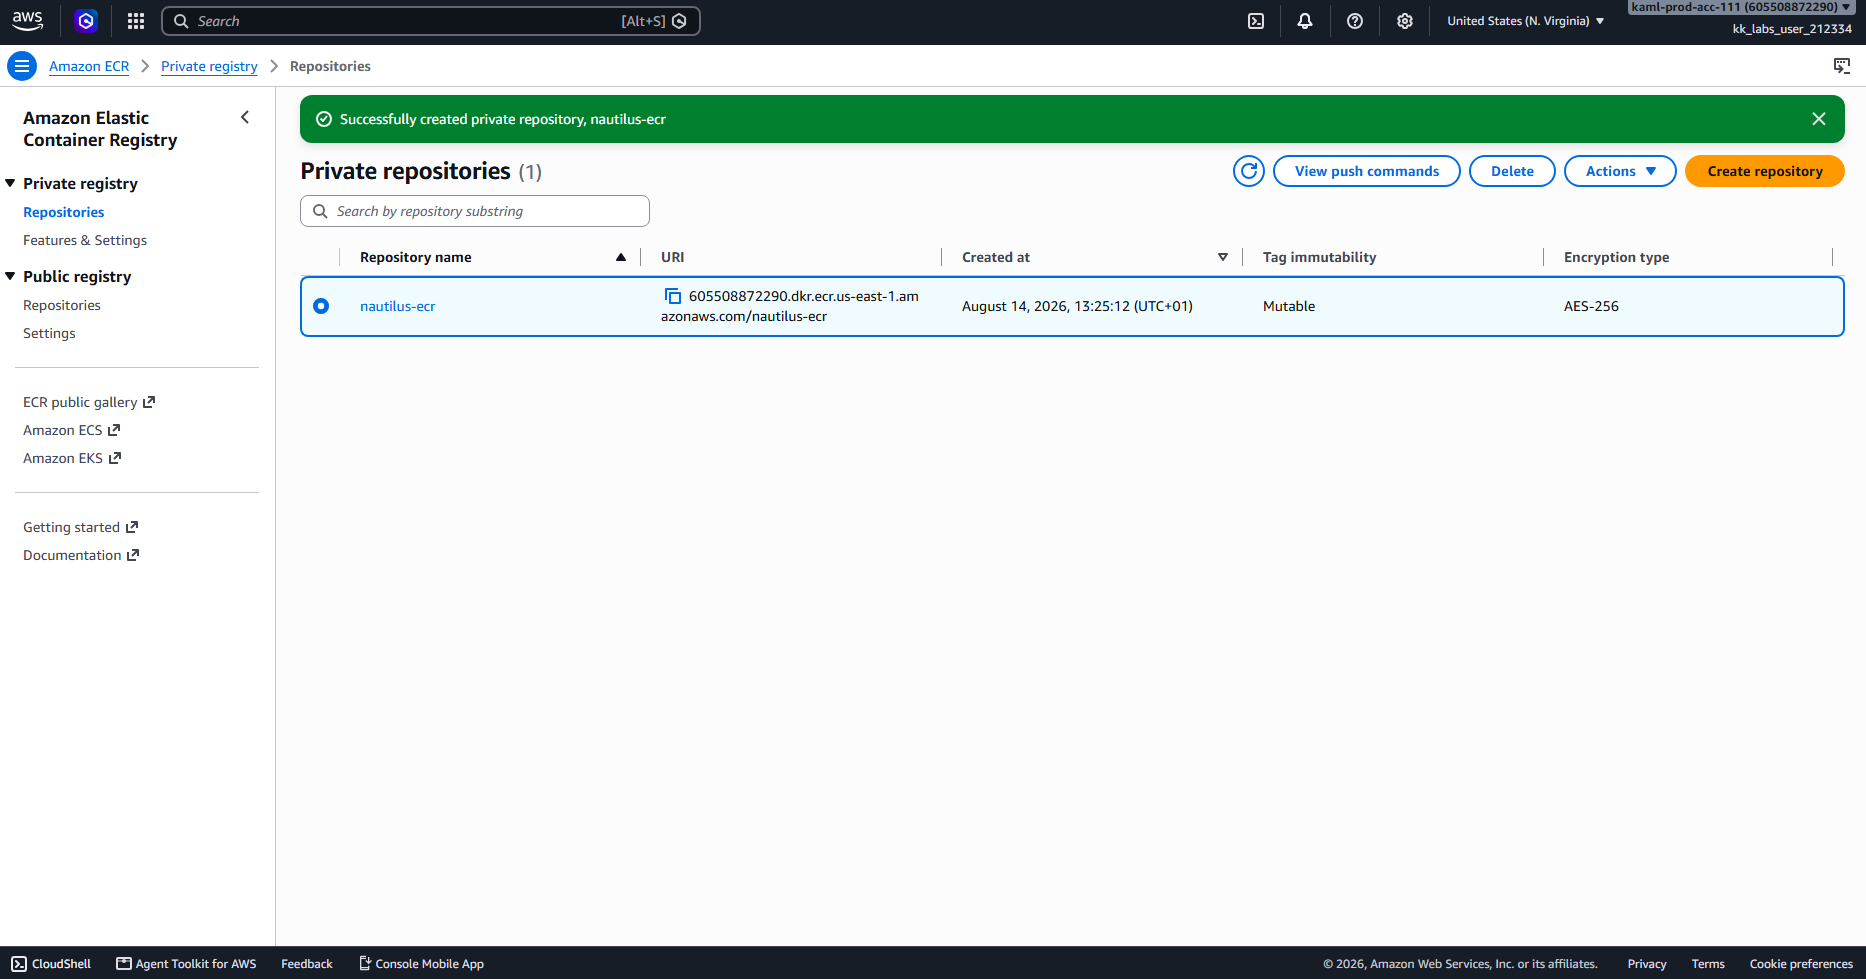 aws
Search
[Alt+S]
United States (N. Virginia)
kaml-prod-acc-111 (605508872290)
kk_labs_user_212334
Amazon ECR
Private registry
Repositories
Amazon Elastic
Container Registry
Private registry
Repositories
Features & Settings
Public registry
Repositories
Settings
ECR public gallery
Amazon ECS
Amazon EKS
Getting started
Documentation
Successfully created private repository, nautilus-ecr
Private repositories (1)
View push commands
Delete
Actions
Create repository
Search by repository substring
Repository name
URI
Created at
Tag immutability
Encryption type
nautilus-ecr
605508872290.dkr.ecr.us-east-1.am
azonaws.com/nautilus-ecr
August 14, 2026, 13:25:12 (UTC+01)
Mutable
AES-256
CloudShell
Agent Toolkit for AWS
Feedback
Console Mobile App
© 2026, Amazon Web Services, Inc. or its affiliates.
Privacy
Terms
Cookie preferences